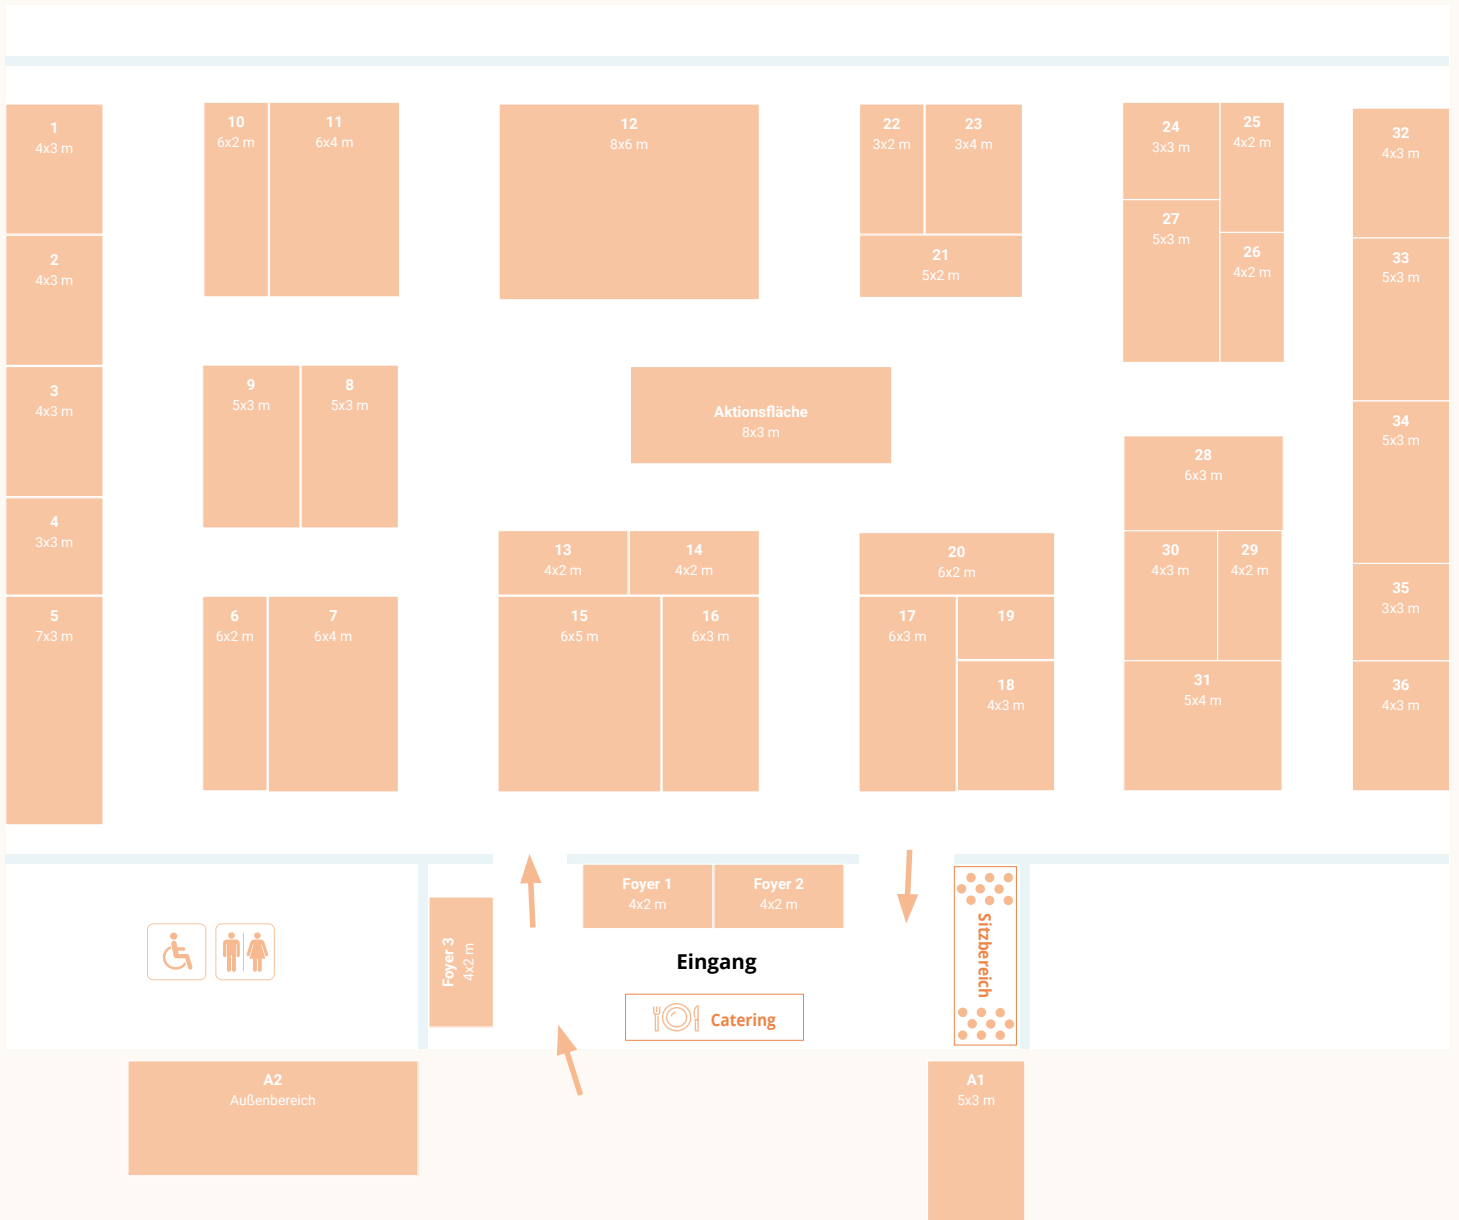 1
4x3 m
2
4x3 m
3
4x3 m
4
3x3 m
5
7x3 m
10
6x2 m
11
6x4 m
9
5x3 m
8
5x3 m
6
6x2 m
7
6x4 m
12
8x6 m
Aktionsfläche
8x3 m
13
4x2 m
14
4x2 m
15
6x5 m
16
6x3 m
22
3x2 m
23
3x4 m
21
5x2 m
20
6x2 m
17
6x3 m
19
18
4x3 m
24
3x3 m
25
4x2 m
27
5x3 m
26
4x2 m
28
6x3 m
30
4x3 m
29
4x2 m
31
5x4 m
32
4x3 m
33
5x3 m
34
5x3 m
35
3x3 m
36
4x3 m
Foyer 1
4x2 m
Foyer 2
4x2 m
Foyer 3
4x2 m
Eingang
Catering
Sitzbereich
A2
Außenbereich
A1
5x3 m